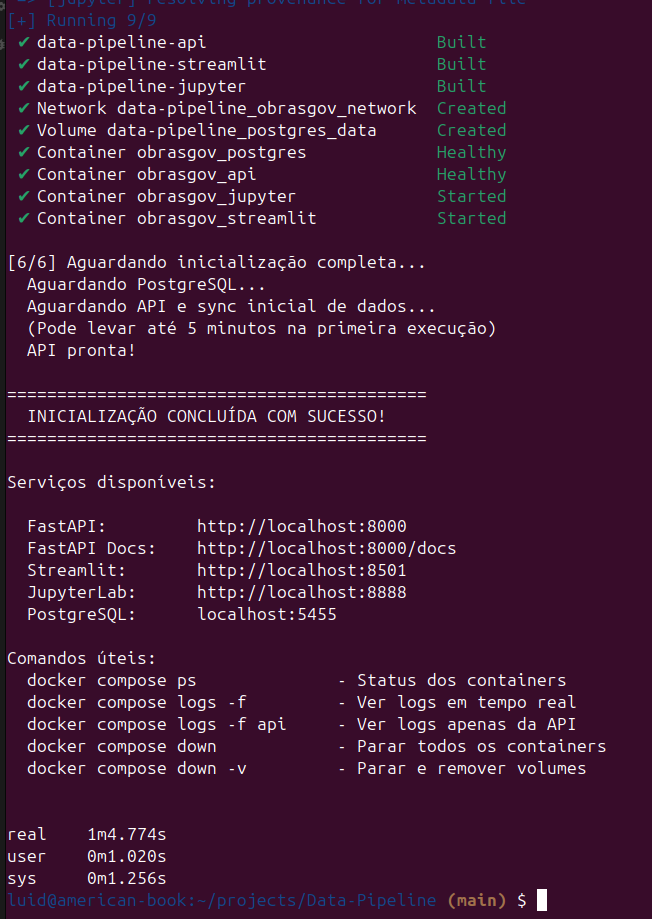 => [jupyter] resolving provenance for metadata file
[+] Running 9/9
✔ data-pipeline-api Built
✔ data-pipeline-streamlit Built
✔ data-pipeline-jupyter Built
✔ Network data-pipeline_obrasgov_network Created
✔ Volume data-pipeline_postgres_data Created
✔ Container obrasgov_postgres Healthy
✔ Container obrasgov_api Healthy
✔ Container obrasgov_jupyter Started
✔ Container obrasgov_streamlit Started
[6/6] Aguardando inicialização completa...
Aguardando PostgreSQL...
Aguardando API e sync inicial de dados...
(Pode levar até 5 minutos na primeira execução)
API pronta!
==========================================
INICIALIZAÇÃO CONCLUÍDA COM SUCESSO!
==========================================
Serviços disponíveis:
FastAPI: http://localhost:8000
FastAPI Docs: http://localhost:8000/docs
Streamlit: http://localhost:8501
JupyterLab: http://localhost:8888
PostgreSQL: localhost:5455
Comandos úteis:
docker compose ps - Status dos containers
docker compose logs -f - Ver logs em tempo real
docker compose logs -f api - Ver logs apenas da API
docker compose down - Parar todos os containers
docker compose down -v - Parar e remover volumes
real 1m4.774s
user 0m1.020s
sys 0m1.256s
luid@american-book:~/projects/Data-Pipeline (main) $